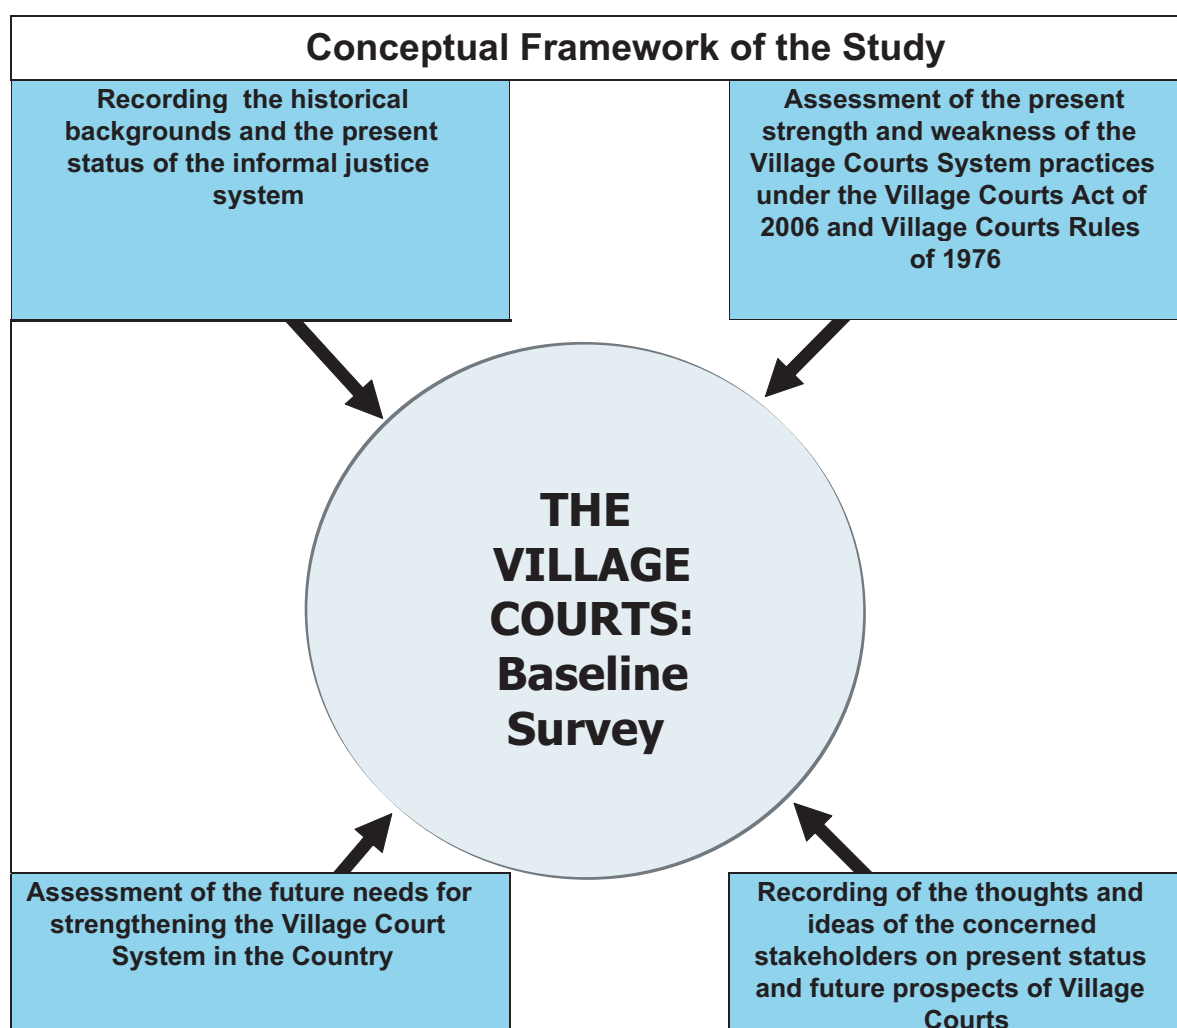 Conceptual Framework of the Study
Recording the historical
backgrounds and the present
status of the informal justice
system
Assessment of the present
strength and weakness of the
Village Courts System practices
under the Village Courts Act of
2006 and Village Courts Rules
of 1976
THE
VILLAGE
COURTS:
Baseline
Survey
Assessment of the future needs for
strengthening the Village Court
System in the Country
Recording of the thoughts and
ideas of the concerned
stakeholders on present status
and future prospects of Village
Courts